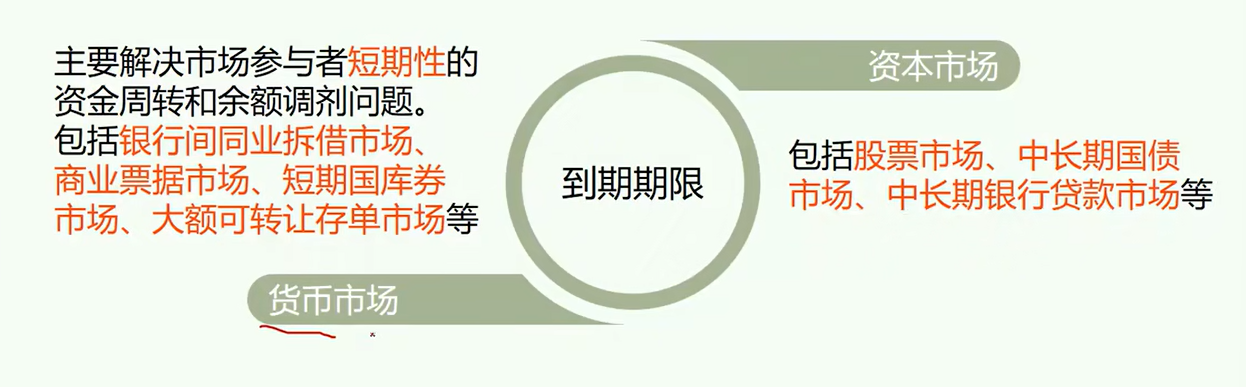 主要解决市场参与者短期性的
资金周转和余额调剂问题。
包括银行间同业拆借市场、
商业票据市场、短期国库券
市场、大额可转让存单市场等
货币市场
到期期限
资本市场
包括股票市场、中长期国债
市场、中长期银行贷款市场等